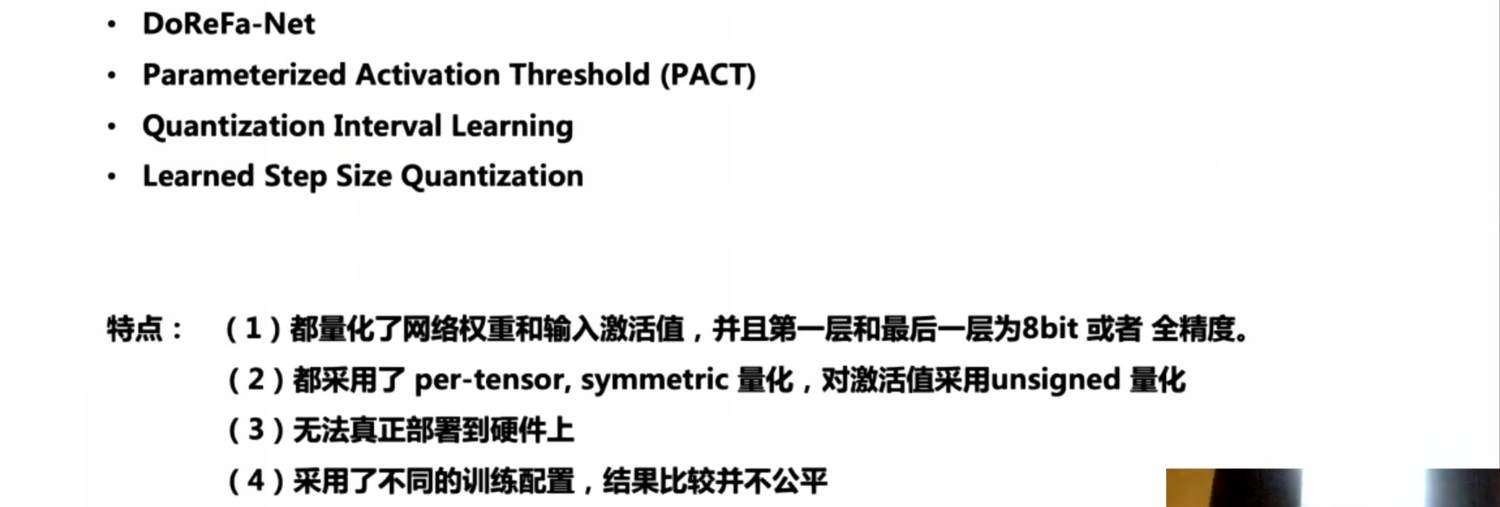 • DoReFa-Net
• Parameterized Activation Threshold (PACT)
• Quantization Interval Learning
• Learned Step Size Quantization
特点： （1）都量化了网络权重和输入激活值，并且第一层和最后一层为8bit 或者 全精度。
（2）都采用了 per-tensor, symmetric 量化，对激活值采用unsigned 量化
（3）无法真正部署到硬件上
（4）采用了不同的训练配置，结果比较并不公平